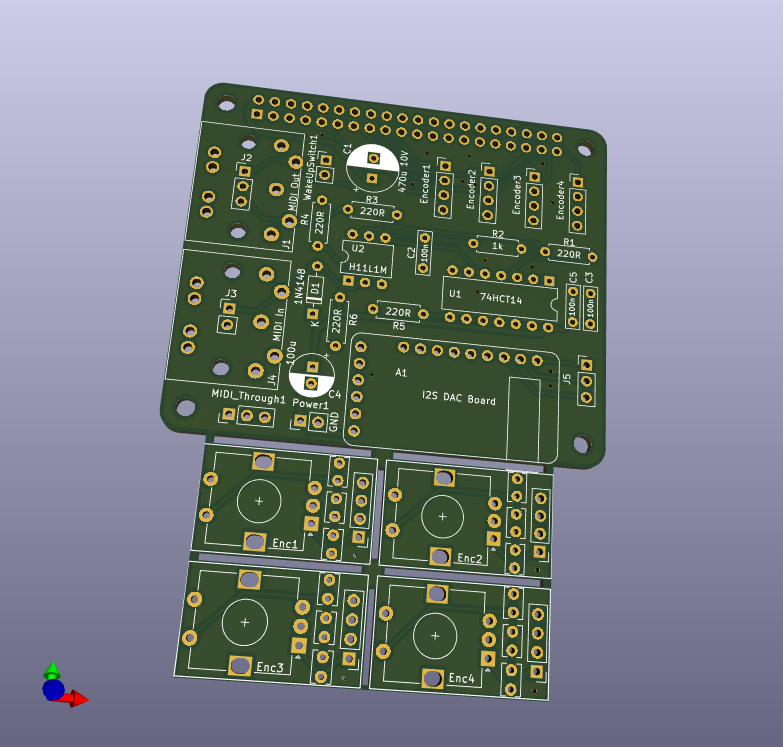 J2
MIDI_Out
J1
WakeUpSwitch1
C1
470u 10V
+
Encoder1
Encoder2
Encoder3
Encoder4
R3
220R
R4
220R
U2
H11L1M
C2
100n
R2
1k
R1
220R
J3
MIDI_In
J4
1N4148
D1
K
220R
R6
220R
R5
U1
74HCT14
C5
100n
C3
100n
100u
+
C4
A1
I2S DAC Board
J5
MIDI_Through1
Power1
GND
Enc1
Enc2
Enc3
Enc4